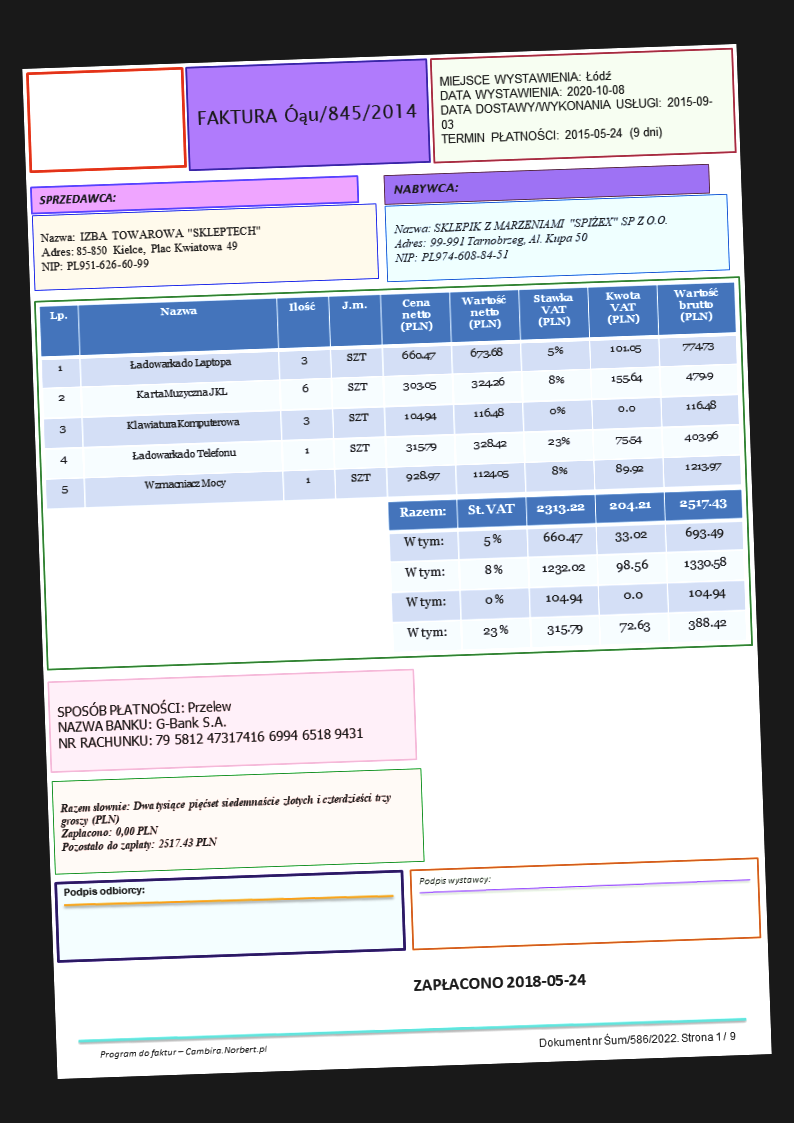 FAKTURA Óąu/845/2014
MIEJSCE WYSTAWIENIA: Łódź
DATA WYSTAWIENIA: 2020-10-08
DATA DOSTAWY/WYKONANIA USŁUGI: 2015-09-
03
TERMIN PŁATNOŚCI: 2015-05-24 (9 dni)
SPRZEDAWCA:
Nazwa: IZBA TOWAROWA "SKLEPTECH"
Adres: 85-850 Kielce, Plac Kwiatowa 49
NIP: PL951-626-60-99
NABYWCA:
Nazwa: SKLEPIK Z MARZENIAMI "SPIŻEX" SP Z O.O.
Adres: 99-991 Tarnobrzeg, Al. Kupa 50
NIP: PL974-608-84-51
Lp. Nazwa Ilość J.m. Cena netto (PLN) Wartość netto (PLN) Stawka VAT (PLN) Kwota VAT (PLN) Wartość brutto (PLN)
1 Ładowarka do Laptopa 3 SZT 660.47 673.68 5% 101.05 774.73
2 Karta Muzyczna JKL 6 SZT 303.05 324.26 8% 155.64 479.9
3 Klawiatura Komputerowa 3 SZT 104.94 116.48 0% 0.0 116.48
4 Ładowarka do Telefonu 1 SZT 315.79 328.42 23% 75.54 403.96
5 Wzmacniacz Mocy 1 SZT 928.97 1124.05 8% 89.92 1213.97
Razem: St. VAT 2313.22 204.21 2517.43
W tym: 5% 660.47 33.02 693.49
W tym: 8% 1232.02 98.56 1330.58
W tym: 0% 104.94 0.0 104.94
W tym: 23% 315.79 72.63 388.42
SPOSÓB PŁATNOŚCI: Przelew
NAZWA BANKU: G-Bank S.A.
NR RACHUNKU: 79 5812 47317416 6994 6518 9431
Razem słownie: Dwa tysiące pięćset siedemnaście złotych i czterdzieści trzy
groszy (PLN)
Zapłacono: 0,00 PLN
Pozostało do zapłaty: 2517.43 PLN
Podpis odbiorcy:
Podpis wystawcy:
ZAPŁACONO 2018-05-24
Program do faktur – Cambira.Norbert.pl
Dokument nr Śum/586/2022. Strona 1 / 9